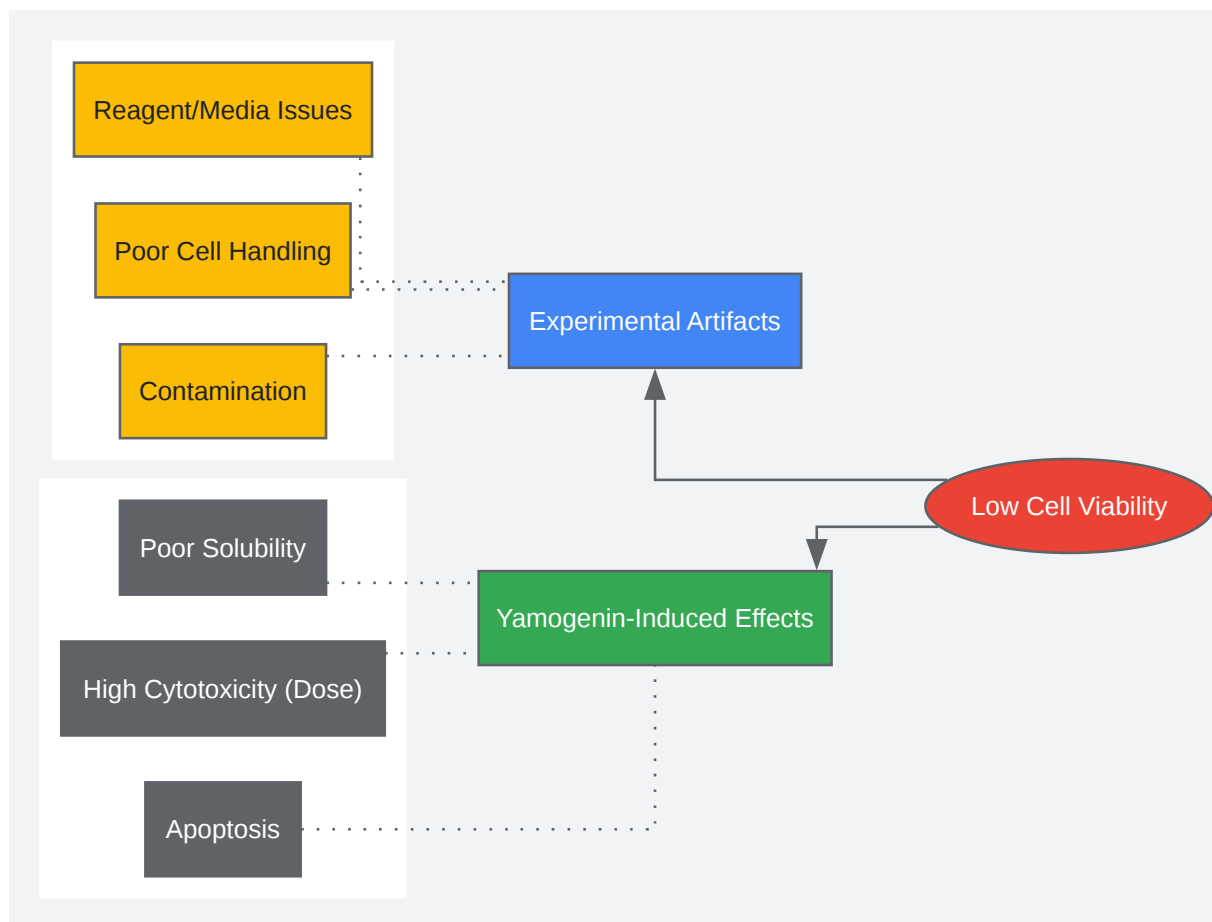 Reagent/Media Issues
Poor Cell Handling
Experimental Artifacts
Contamination
Low Cell Viability
Poor Solubility
Yamogenin-Induced Effects
High Cytotoxicity (Dose)
Apoptosis